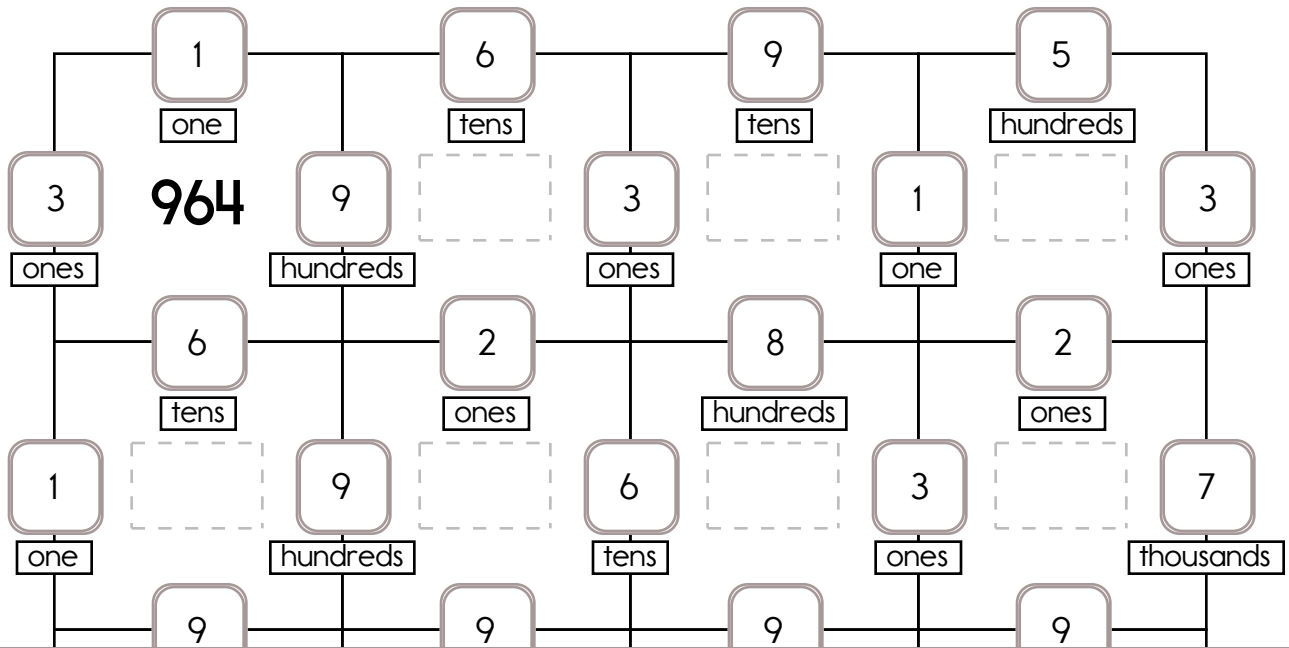 1 6 9 5
one tens tens hundreds
3 964 9 3 1 3
ones hundreds ones one ones
6 2 8 2
tens ones hundreds ones
1 9 6 3 7
one hundreds tens ones thousands
9 9 9 9